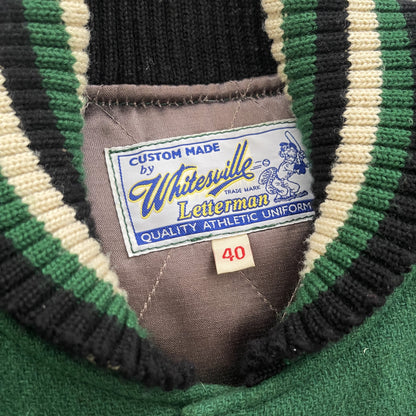 CUSTOM MADE
by
Whitesville
TRADE MARK
Letterman
QUALITY ATHLETIC UNIFORM
40